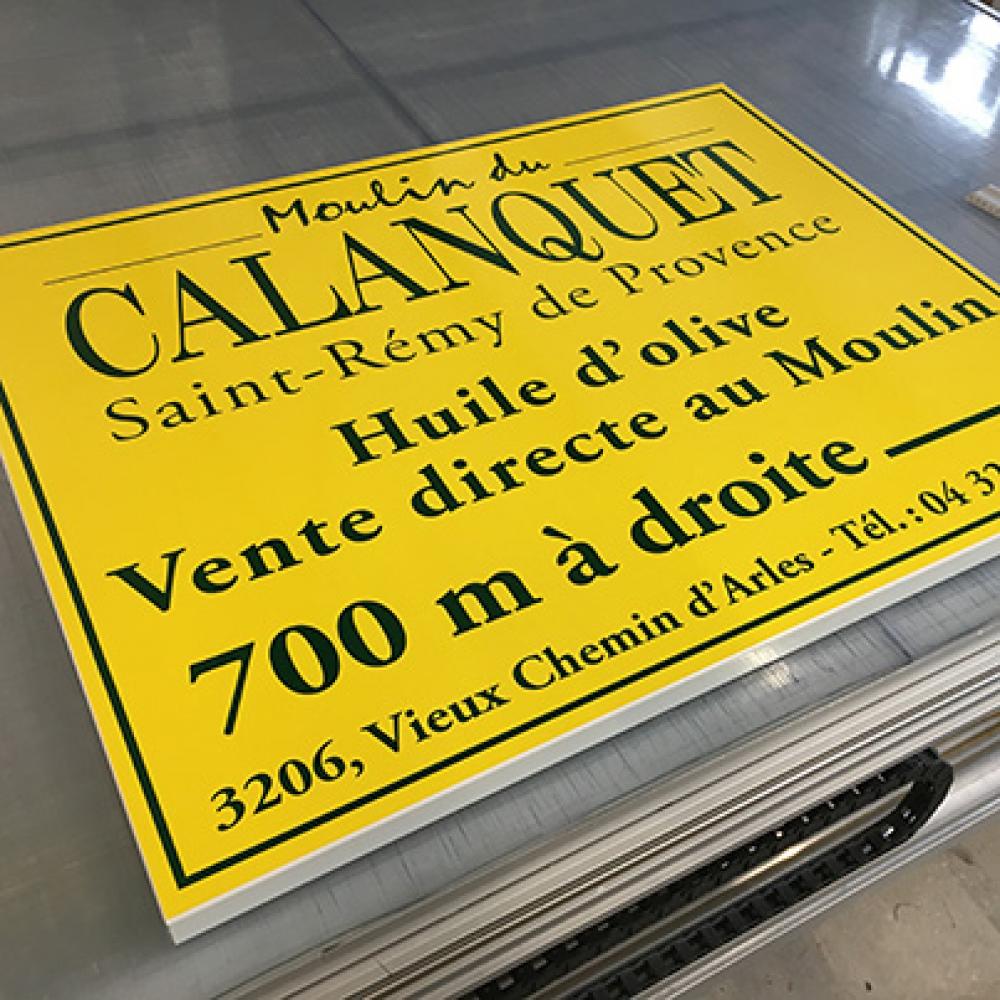 Moulin du
CALANQUET
Saint-Rémy de Provence
Huile d'olive
Vente directe au Moulin
700 m à droite
3206, Vieux Chemin d'Arles - Tél. : 04 32